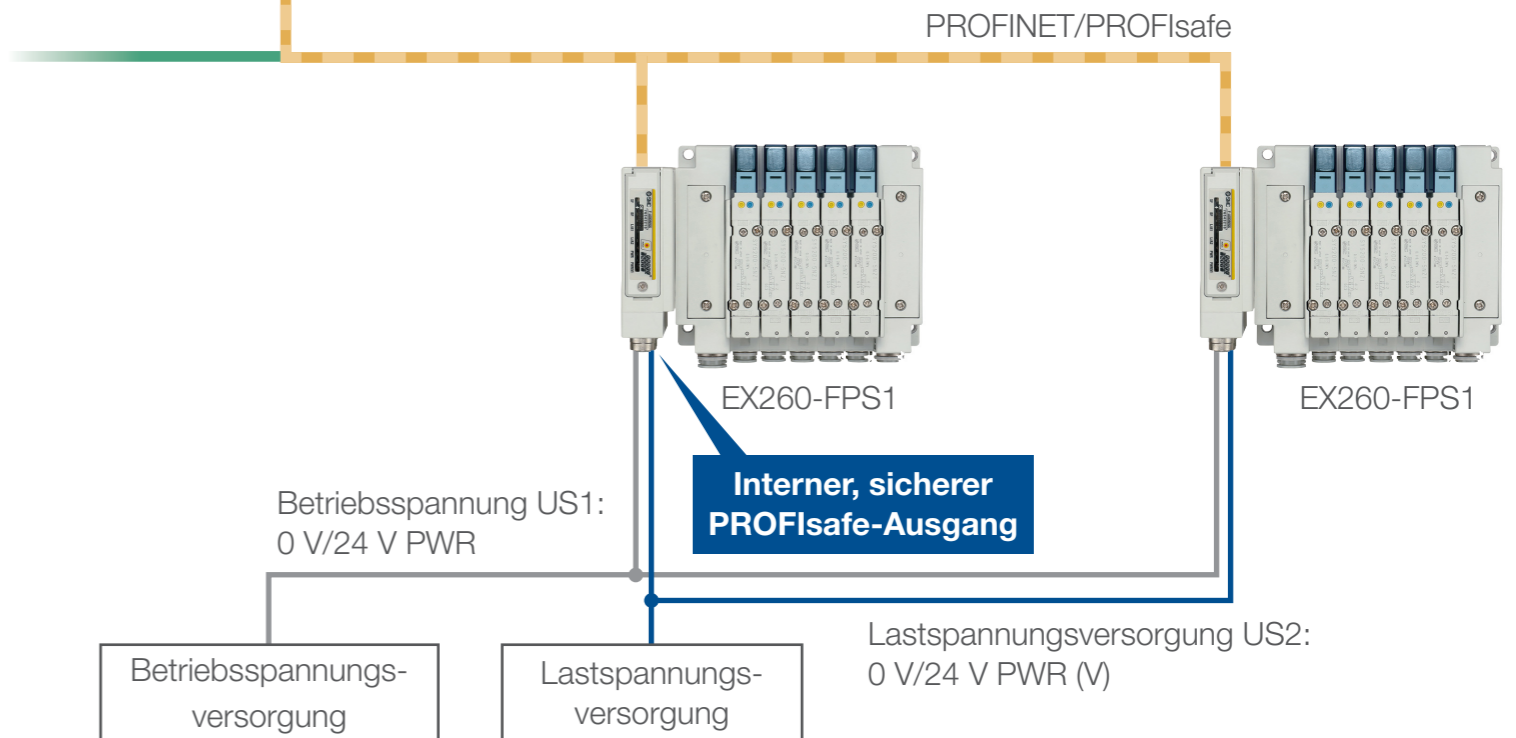 PROFINET/PROFIsafe
EX260-FPS1
EX260-FPS1
Interner, sicherer
PROFIsafe-Ausgang
Betriebsspannung US1:
0 V/24 V PWR
Lastspannungsversorgung US2:
0 V/24 V PWR (V)
Betriebsspannungs-
versorgung
Lastspannungs-
versorgung